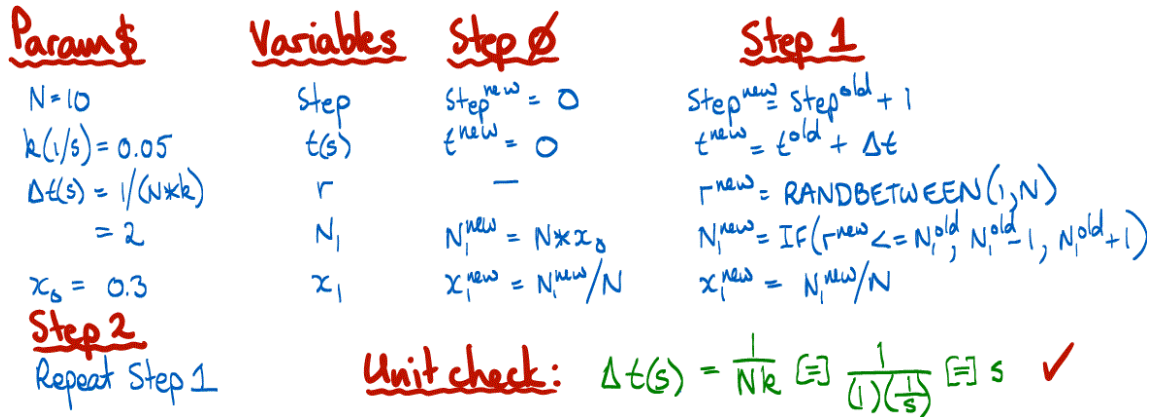 Param$ Variables Step Ø Step 1
N=10 Step Step^new = 0 Step^new = Step^old + 1
k(1/s) = 0.05 t(s) t^new = 0 t^new = t^old + Δt
Δt(s) = 1/(N*k) r — r^new = RANDBETWEEN(1,N)
= 2 N₁ N₁^new = N*x₀ N₁^new = IF(r^new <= N₁^old, N₁^old-1, N₁^old+1)
x₀ = 0.3 x₁ x₁^new = N₁^new/N x₁^new = N₁^new/N
Step 2
Repeat Step 1
Unit check: Δt(s) = 1/(Nk) [=] 1/((1)(1/s)) [=] s ✓